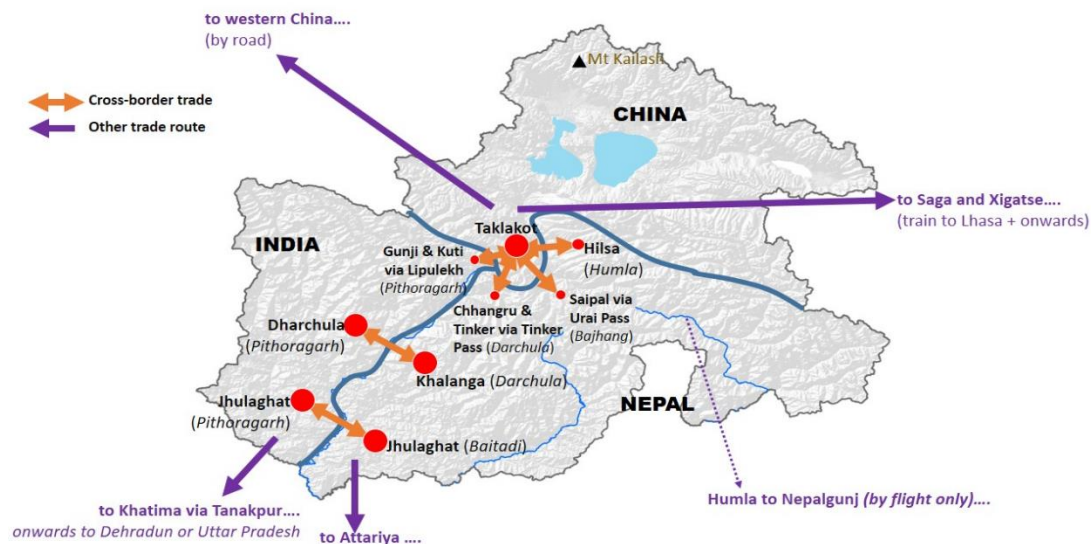 to western China....
(by road)
Mt Kailash
Cross-border trade
Other trade route
CHINA
to Saga and Xigatse....
(train to Lhasa + onwards)
Taklakot
INDIA
Gunji & Kuti
via Lipulekh
(Pithoragarh)
Hilsa
(Humla)
Chhangru &
Tinker via Tinker
Pass (Darchula)
Saipal via
Urai Pass
(Bajhang)
Dharchula
(Pithoragarh)
Khalanga (Darchula)
Jhulaghat
(Pithoragarh)
NEPAL
Jhulaghat (Baitadi)
to Khatima via Tanakpur....
onwards to Dehradun or Uttar Pradesh
to Attariya ....
Humla to Nepalgunj (by flight only)....